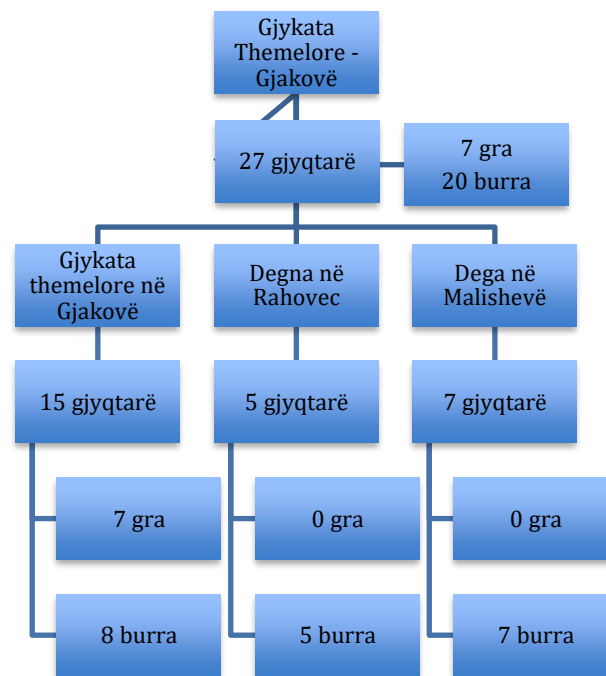 Gjykata
Themelore -
Gjakovë
27 gjyqtarë
7 gra
20 burra
Gjykata
themelore në
Gjakovë
Degna në
Rahovec
Dega në
Malishevë
15 gjyqtarë
5 gjyqtarë
7 gjyqtarë
7 gra
0 gra
0 gra
8 burra
5 burra
7 burra